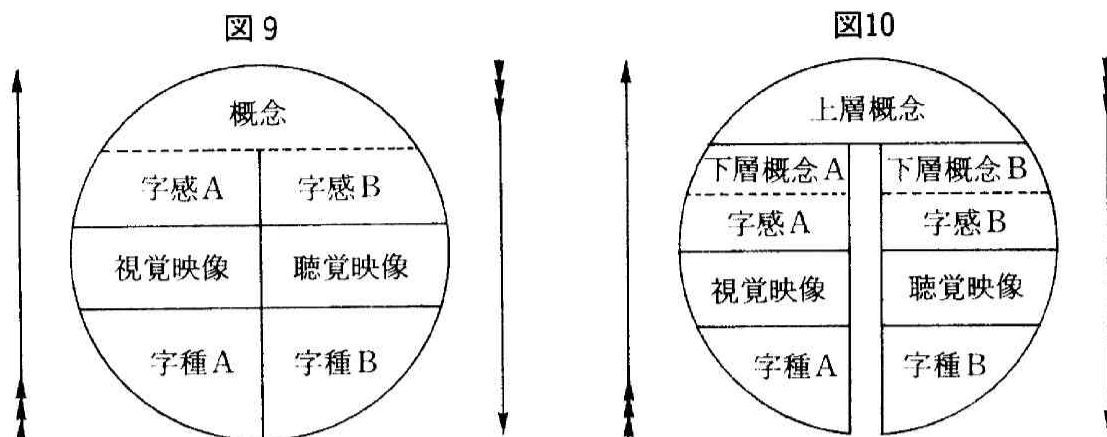 図9
概念
字感A 字感B
視覚映像 聴覚映像
字種A 字種B
図10
上層概念
下層概念A 下層概念B
字感A 字感B
視覚映像 聴覚映像
字種A 字種B